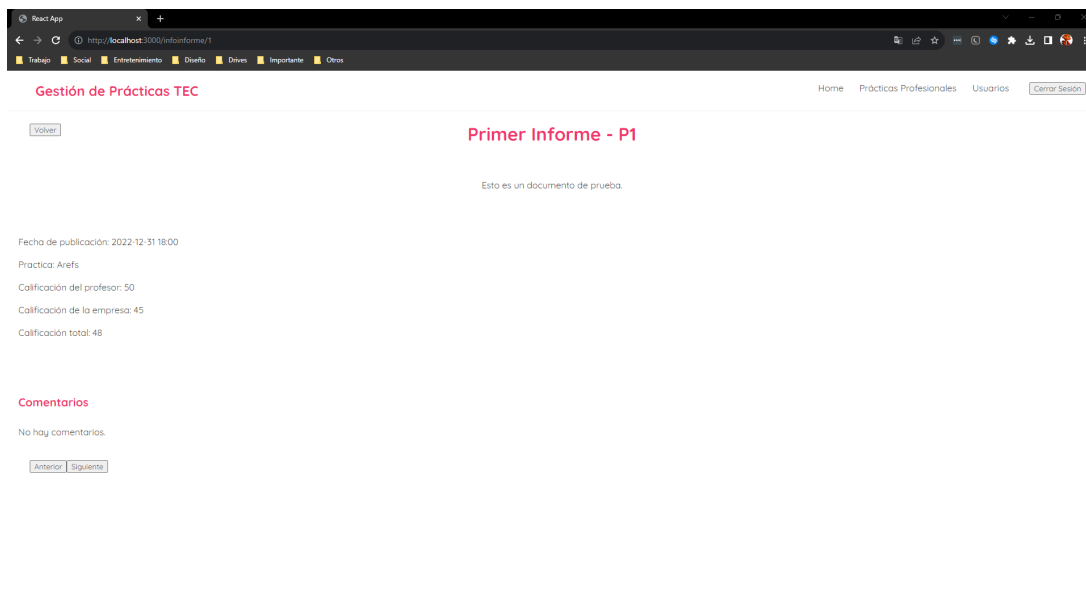 React App
http://localhost:3000/infoinforme/1
Trabajo Social Entretenimiento Diseño Drives Importante Otros
Gestión de Prácticas TEC Home Prácticas Profesionales Usuarios Cerrar Sesión
Volver
Primer Informe - P1
Esto es un documento de prueba.
Fecha de publicación: 2022-12-31 18:00
Practica: Arefs
Calificación del profesor: 50
Calificación de la empresa: 45
Calificación total: 48
Comentarios
No hay comentarios.
Anterior Siguiente